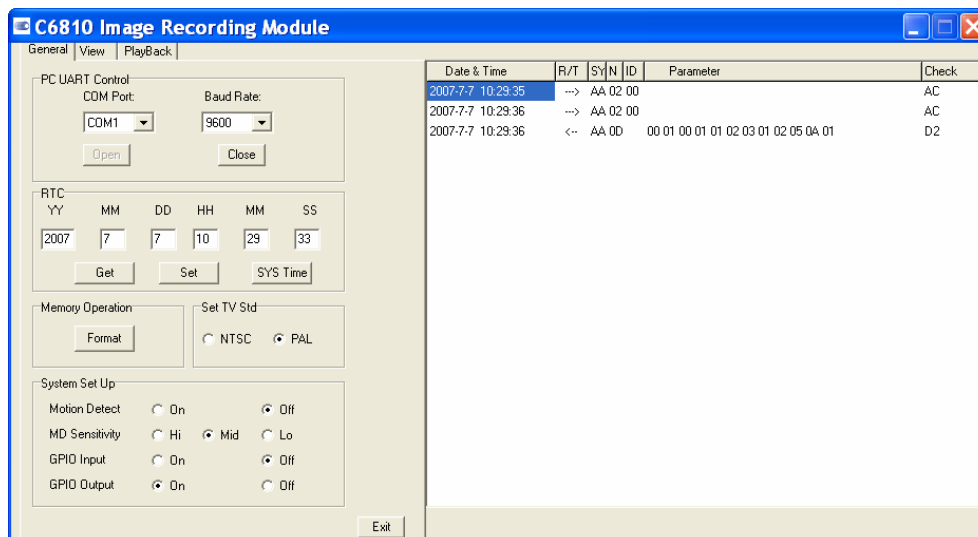 C6810 Image Recording Module
General View PlayBack
PC UART Control
COM Port: Baud Rate:
COM1 9600
Open Close
RTC
YY MM DD HH MM SS
2007 7 7 10 29 33
Get Set SYS Time
Memory Operation Set TV Std
Format NTSC PAL
System Set Up
Motion Detect On Off
MD Sensitivity Hi Mid Lo
GPIO Input On Off
GPIO Output On Off
Exit
Date & Time R/T SY N ID Parameter Check
2007-7-7 10:29:35 ---> AA 02 00 AC
2007-7-7 10:29:36 ---> AA 02 00 AC
2007-7-7 10:29:36 <-- AA 0D 00 01 00 01 01 02 03 01 02 05 0A 01 D2